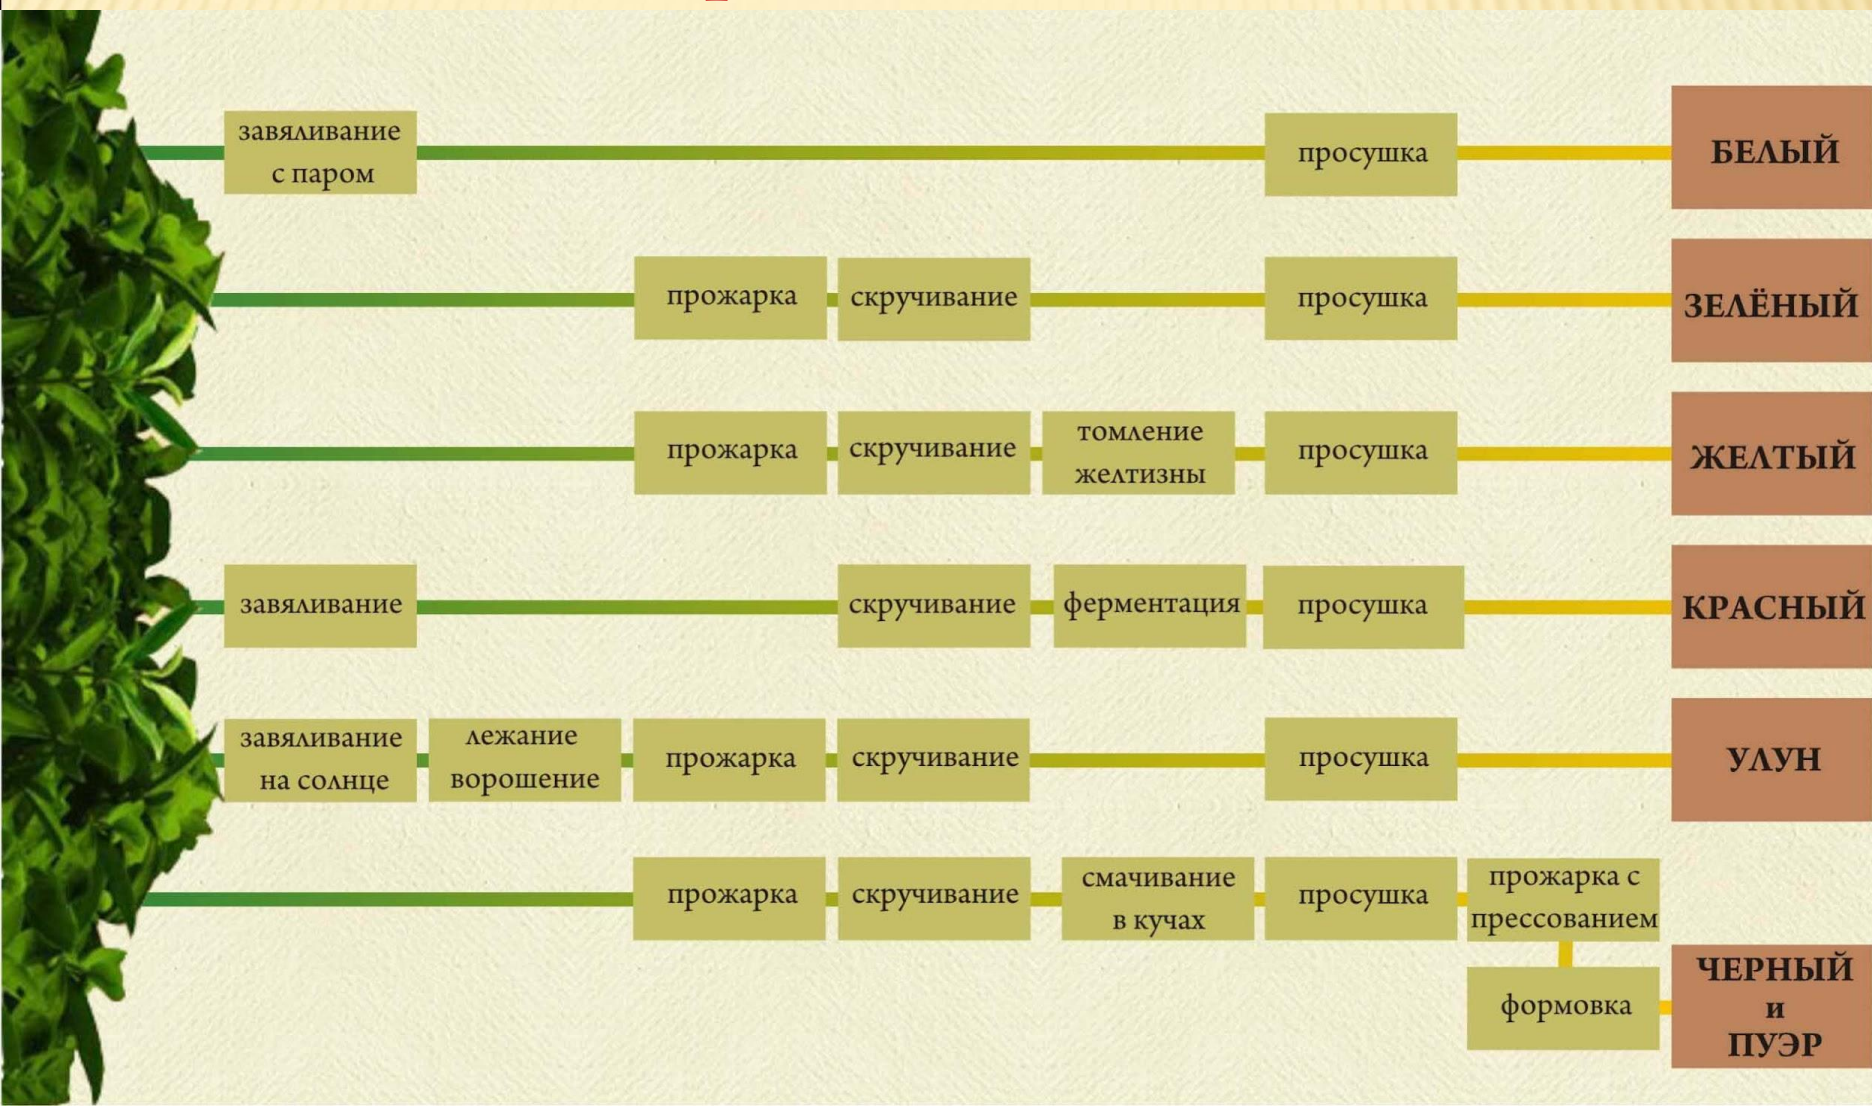 завяливание
с паром
просушка
БЕЛЫЙ
прожарка
скручивание
просушка
ЗЕЛЁНЫЙ
прожарка
скручивание
томление
желтизны
просушка
ЖЕЛТЫЙ
завяливание
скручивание
ферментация
просушка
КРАСНЫЙ
завяливание
на солнце
лежание
ворошение
прожарка
скручивание
просушка
УЛУН
прожарка
скручивание
смачивание
в кучах
просушка
прожарка с
прессованием
формовка
ЧЕРНЫЙ
и
ПУЭР